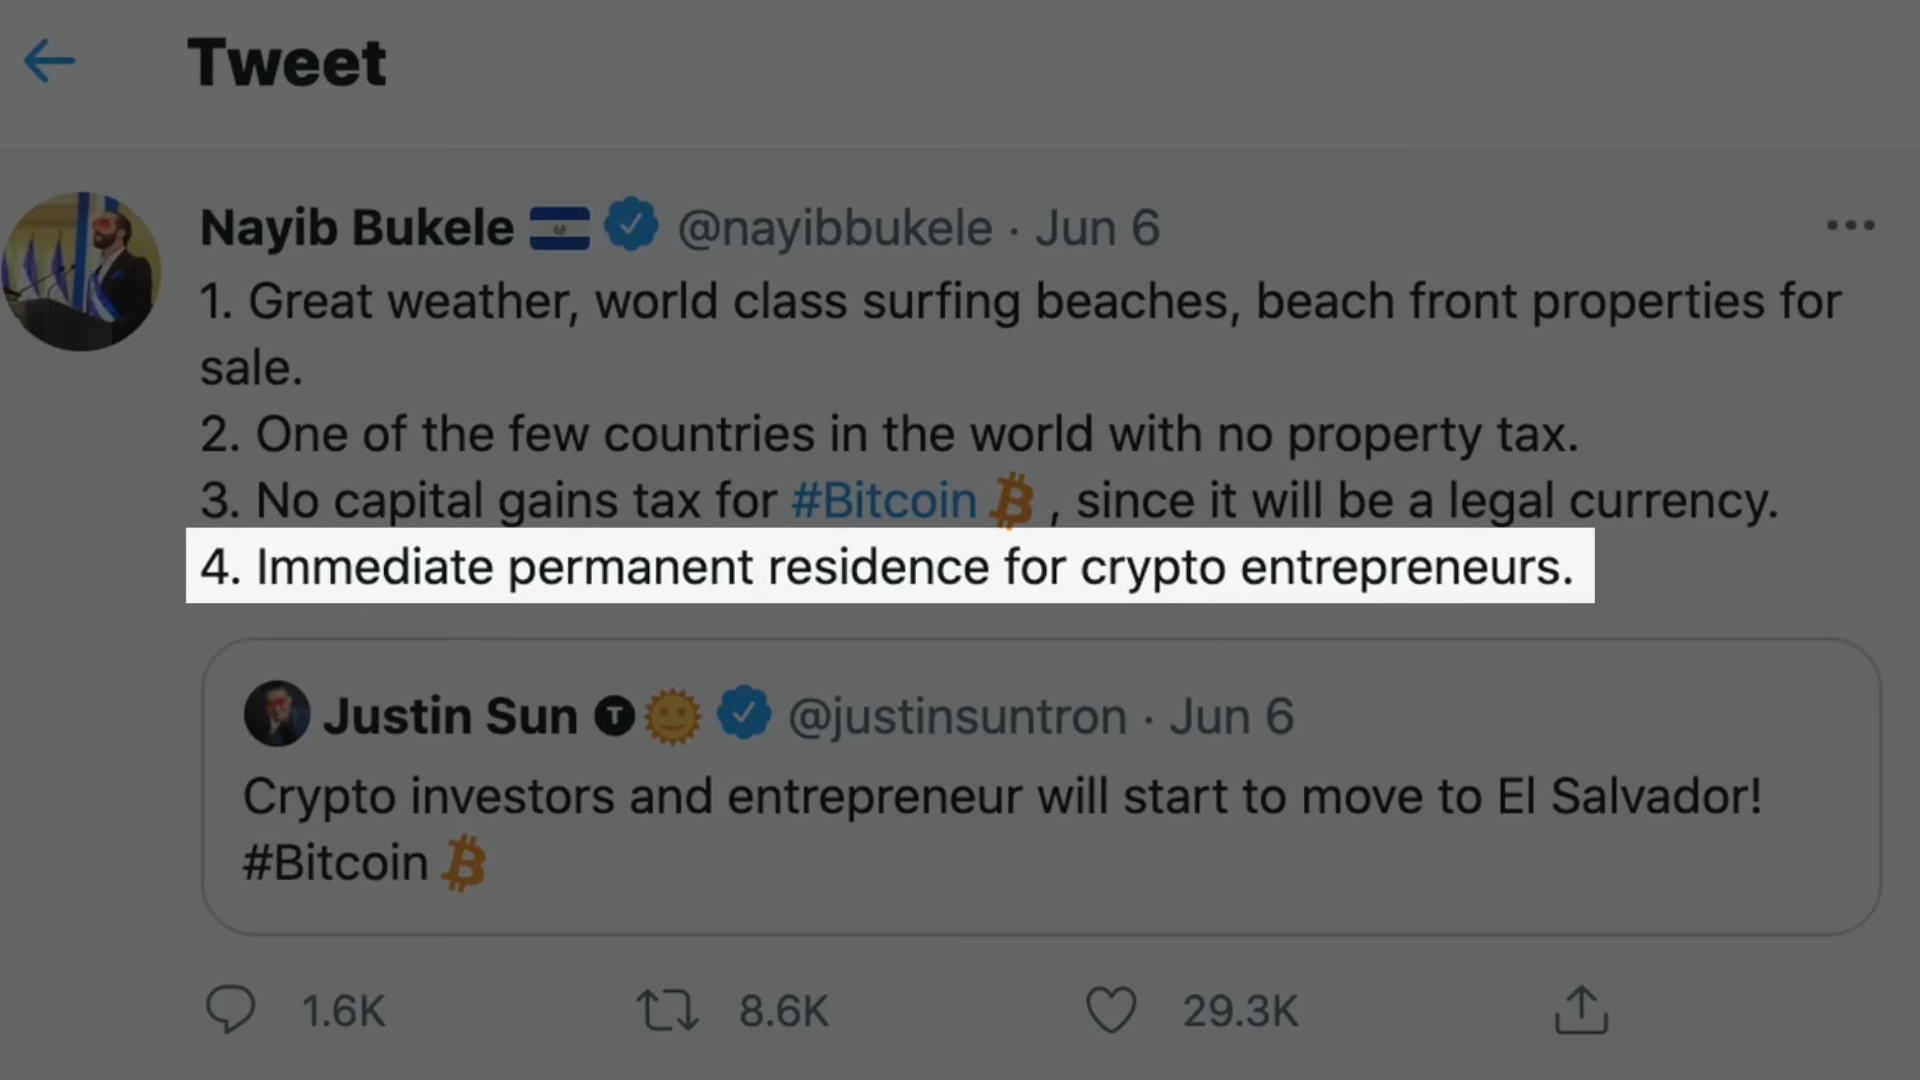 Tweet
Nayib Bukele @nayibbukele · Jun 6
1. Great weather, world class surfing beaches, beach front properties for
sale.
2. One of the few countries in the world with no property tax.
3. No capital gains tax for #Bitcoin , since it will be a legal currency.
4. Immediate permanent residence for crypto entrepreneurs.
Justin Sun T @justinsuntron · Jun 6
Crypto investors and entrepreneur will start to move to El Salvador!
#Bitcoin
1.6K 8.6K 29.3K